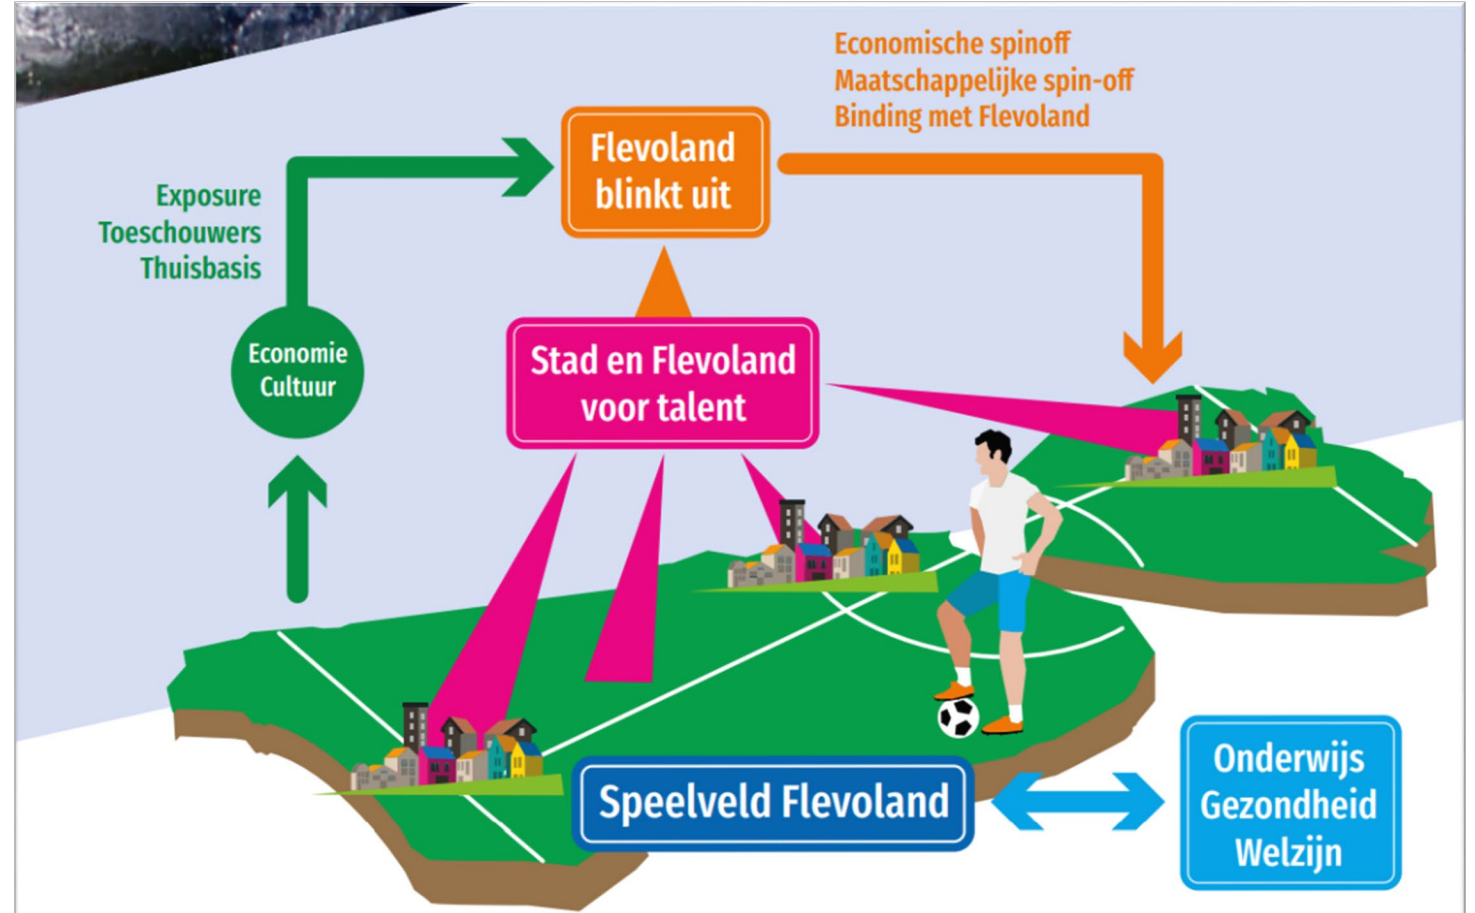 Economische spinoff
Maatschappelijke spin-off
Binding met Flevoland
Flevoland
blinkt uit
Exposure
Toeschouwers
Thuisbasis
Economie
Cultuur
Stad en Flevoland
voor talent
Speelveld Flevoland
Onderwijs
Gezondheid
Welzijn